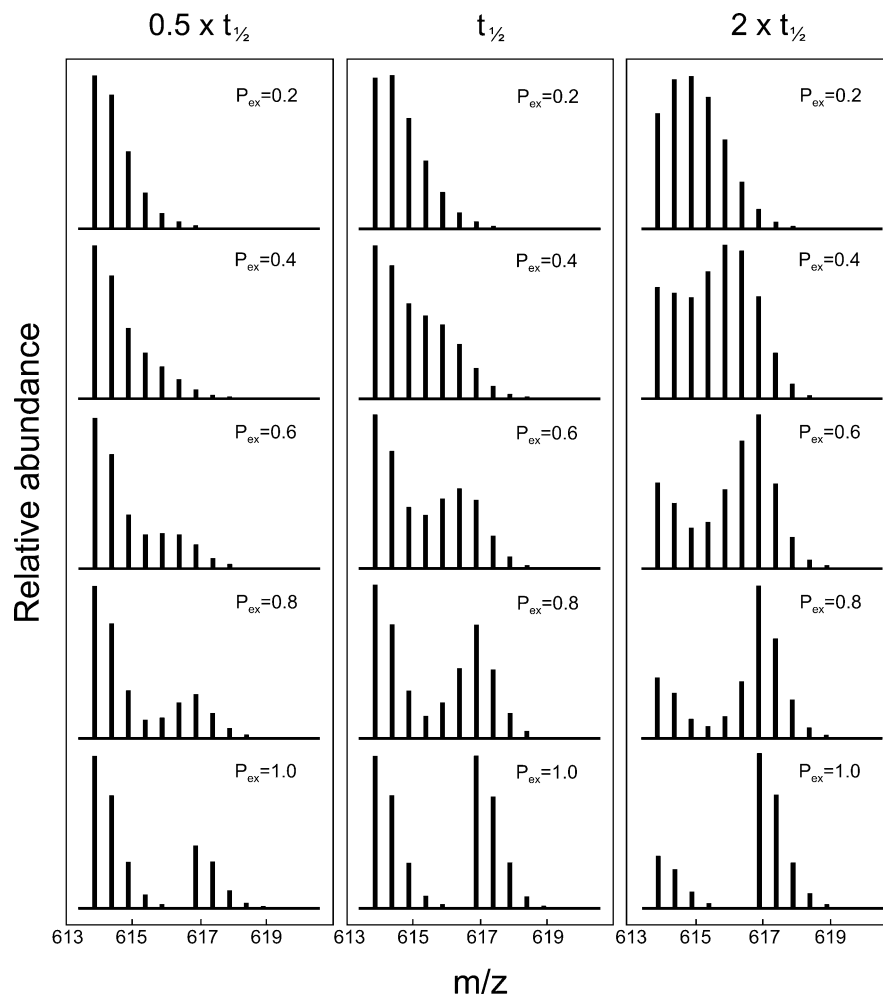 0.5 x t½ t½ 2 x t½
Pex=0.2 Pex=0.2 Pex=0.2
Pex=0.4 Pex=0.4 Pex=0.4
Pex=0.6 Pex=0.6 Pex=0.6
Pex=0.8 Pex=0.8 Pex=0.8
Pex=1.0 Pex=1.0 Pex=1.0
Relative abundance
613 615 617 619 613 615 617 619 613 615 617 619
m/z